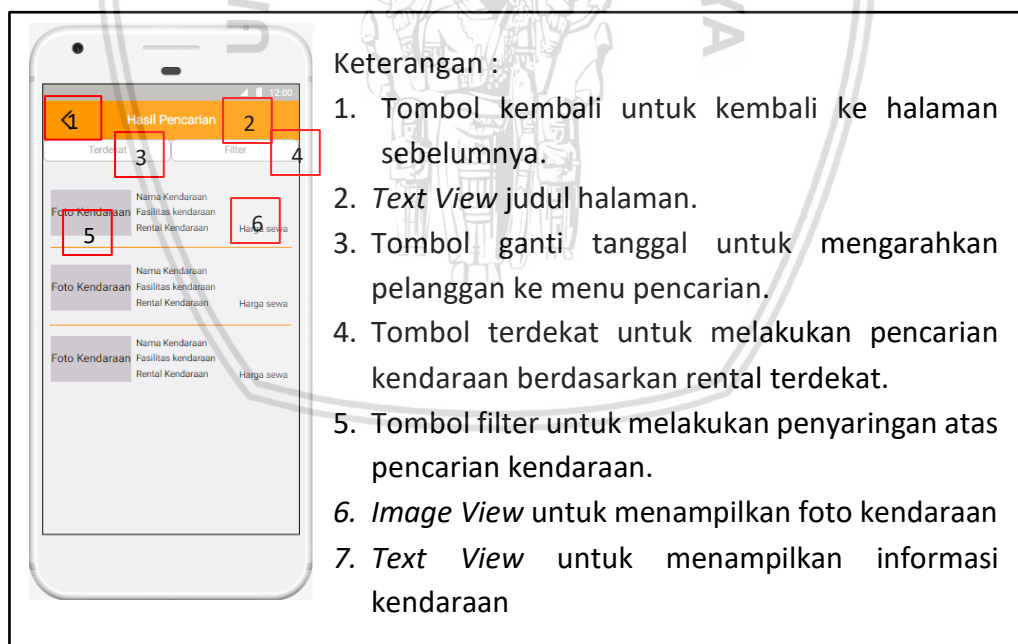 12:00
1
Hasil Pencarian
2
Terdekat
3
Filter
4
Foto Kendaraan
Nama Kendaraan
Fasilitas kendaraan
Rental Kendaraan
5
6
Harga sewa
Foto Kendaraan
Nama Kendaraan
Fasilitas kendaraan
Rental Kendaraan
Harga sewa
Foto Kendaraan
Nama Kendaraan
Fasilitas kendaraan
Rental Kendaraan
Harga sewa
Keterangan :
1. Tombol kembali untuk kembali ke halaman
sebelumnya.
2. Text View judul halaman.
3. Tombol ganti tanggal untuk mengarahkan
pelanggan ke menu pencarian.
4. Tombol terdekat untuk melakukan pencarian
kendaraan berdasarkan rental terdekat.
5. Tombol filter untuk melakukan penyaringan atas
pencarian kendaraan.
6. Image View untuk menampilkan foto kendaraan
7. Text View untuk menampilkan informasi
kendaraan